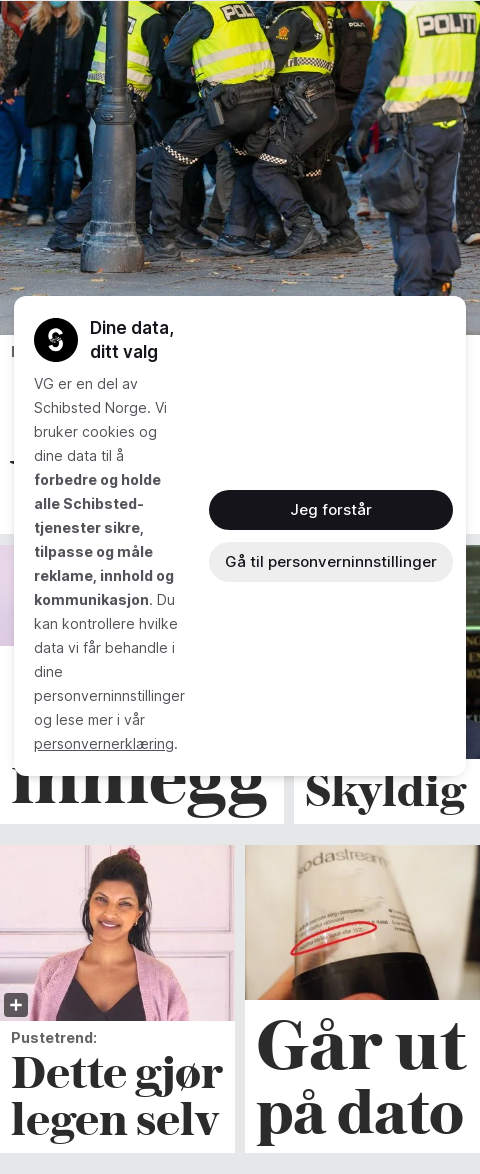 POLITI
POLITI
Dine data,
ditt valg
VG er en del av
Schibsted Norge. Vi
bruker cookies og
dine data til å
forbedre og holde
alle Schibsted-
tjenester sikre,
tilpasse og måle
reklame, innhold og
kommunikasjon. Du
kan kontrollere hvilke
data vi får behandle i
dine
personverninnstillinger
og lese mer i vår
personvernerklæring.
Jeg forstår
Gå til personverninnstillinger
innlegg
Skyldig
sodastream
Pustetrend:
Dette gjør
legen selv
Går ut
på dato